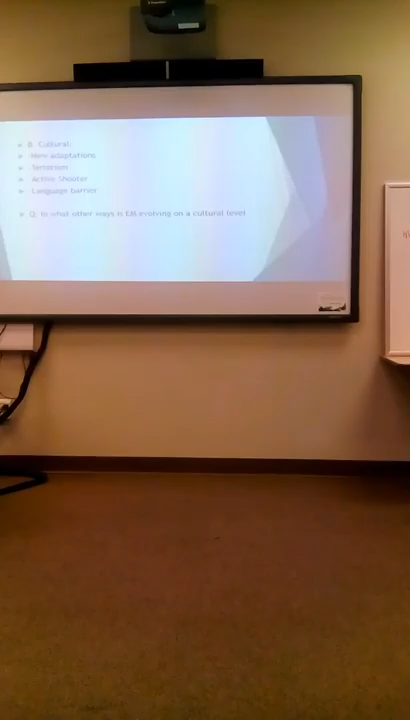 B. Cultural:
New adaptations
Terrorism
Active Shooter
Language barrier
Q. In what other ways is EM evolving on a cultural level